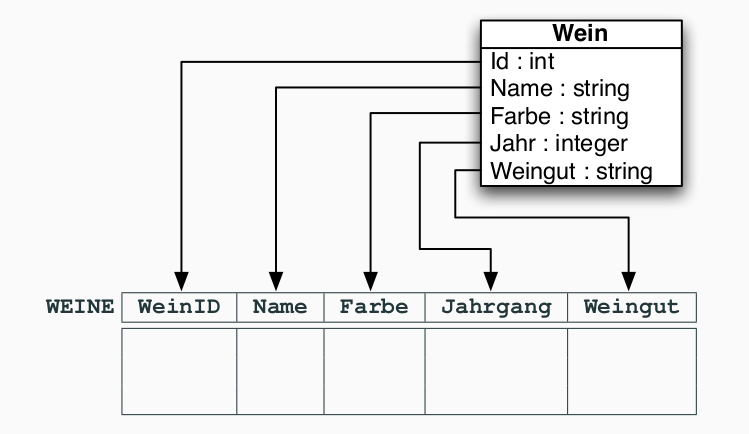 Wein
Id : int
Name : string
Farbe : string
Jahr : integer
Weingut : string
WEINE WeinID Name Farbe Jahrgang Weingut